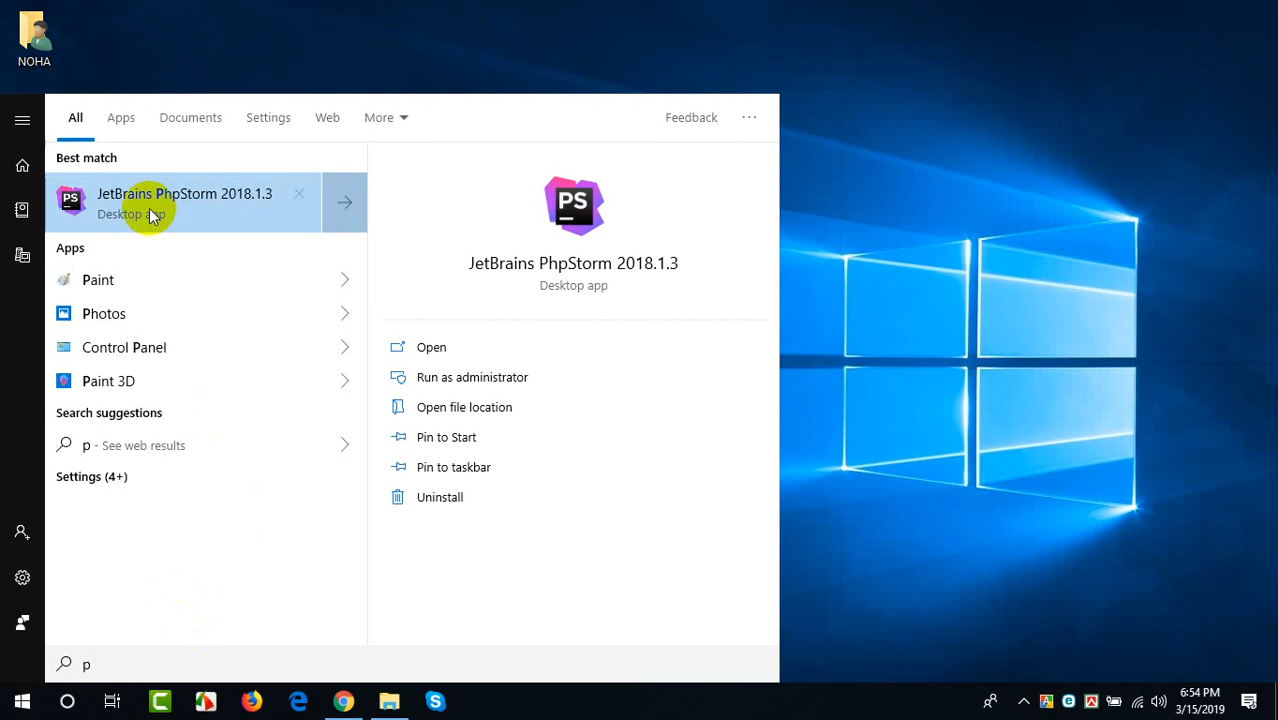 NOHA
All Apps Documents Settings Web More Feedback ...
Best match
PS JetBrains PhpStorm 2018.1.3
Desktop app
Apps
Paint
Photos
Control Panel
Paint 3D
Search suggestions
p - See web results
Settings (4+)
PS
JetBrains PhpStorm 2018.1.3
Desktop app
Open
Run as administrator
Open file location
Pin to Start
Pin to taskbar
Uninstall
p
6:54 PM
3/15/2019